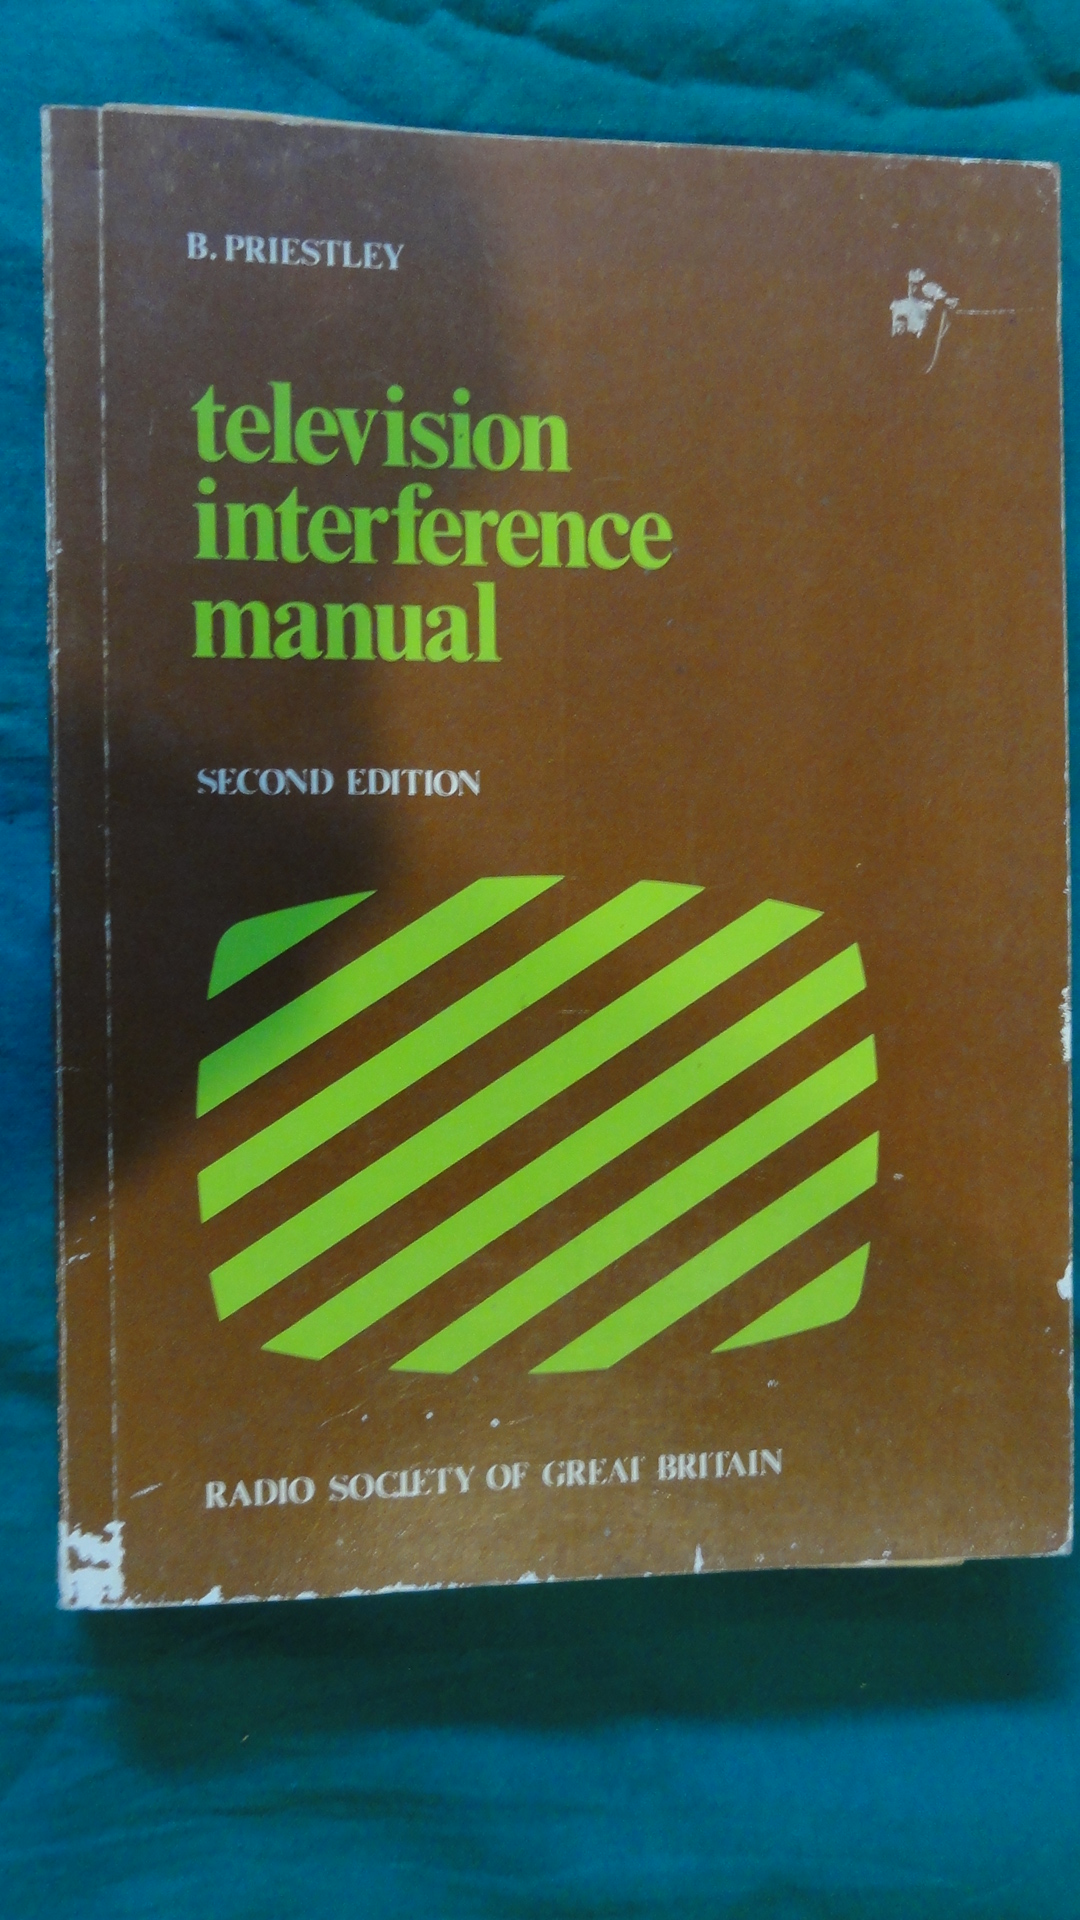 B. PRIESTLEY
television
interference
manual
SECOND EDITION
RADIO SOCIETY OF GREAT BRITAIN